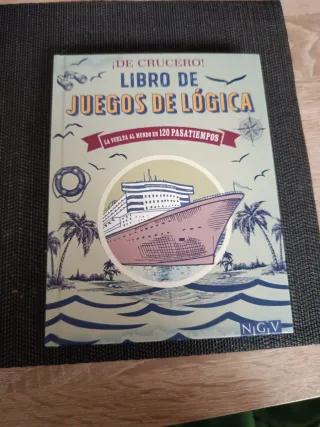 ¡DE CRUCERO!
LiBRO DE
JUEGOS DE LÓGICA
LA VUELTA AL MUNDO EN 120 PASATIEMPOS
NGV